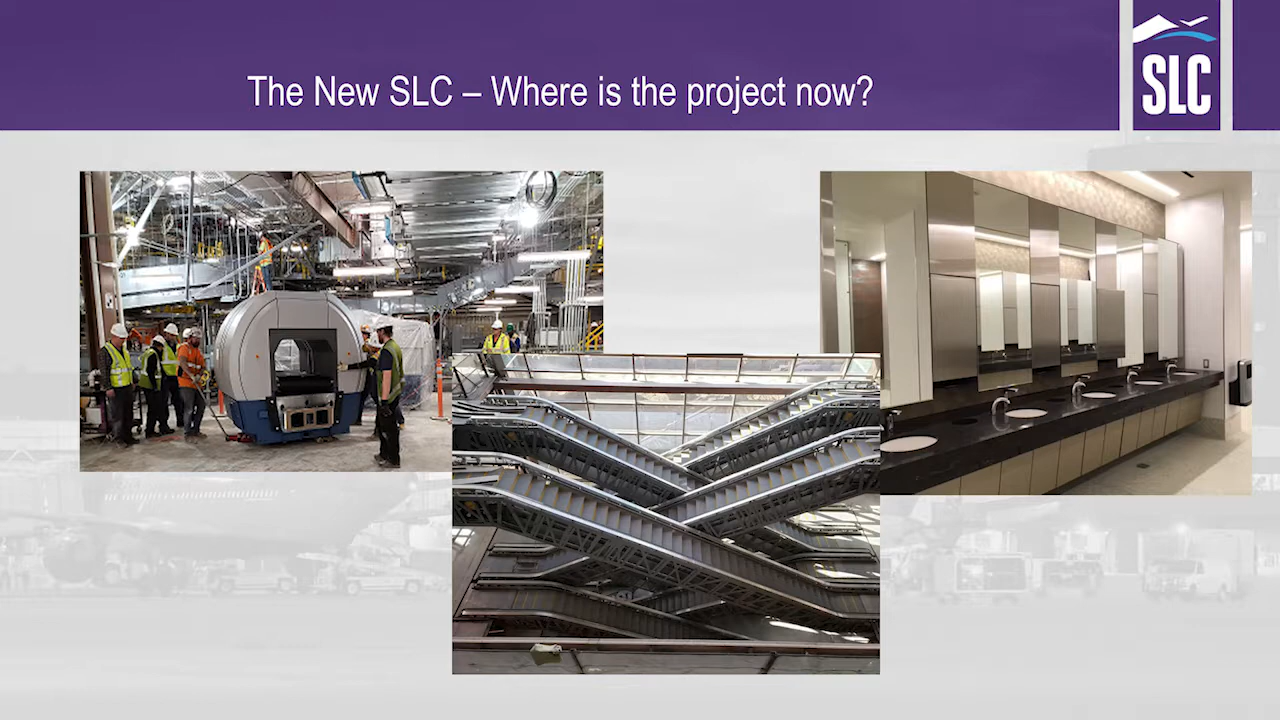 The New SLC – Where is the project now?
SLC